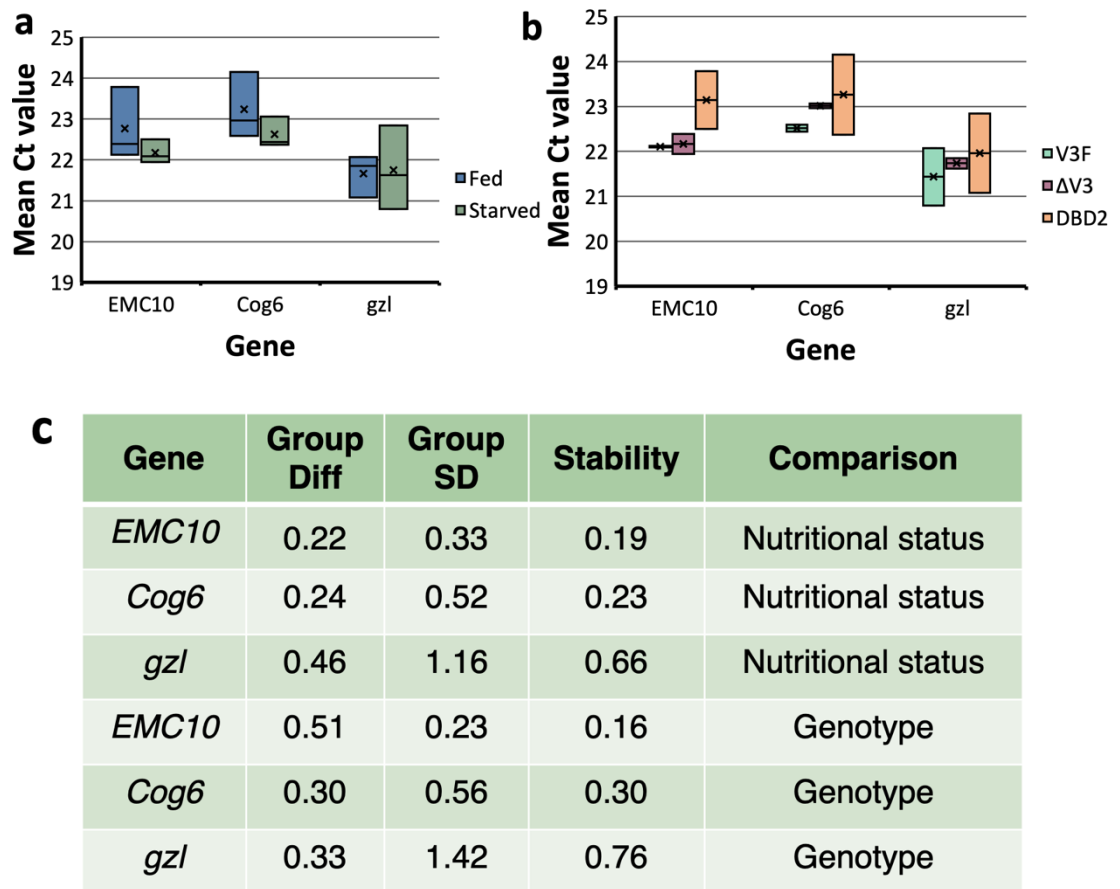 a
25
24
23
22
21
20
19
Mean Ct value
EMC10 Cog6 gzl
Gene
Fed
Starved
b
25
24
23
22
21
20
19
Mean Ct value
EMC10 Cog6 gzl
Gene
V3F
ΔV3
DBD2
c
Gene Group Diff Group SD Stability Comparison
EMC10 0.22 0.33 0.19 Nutritional status
Cog6 0.24 0.52 0.23 Nutritional status
gzl 0.46 1.16 0.66 Nutritional status
EMC10 0.51 0.23 0.16 Genotype
Cog6 0.30 0.56 0.30 Genotype
gzl 0.33 1.42 0.76 Genotype